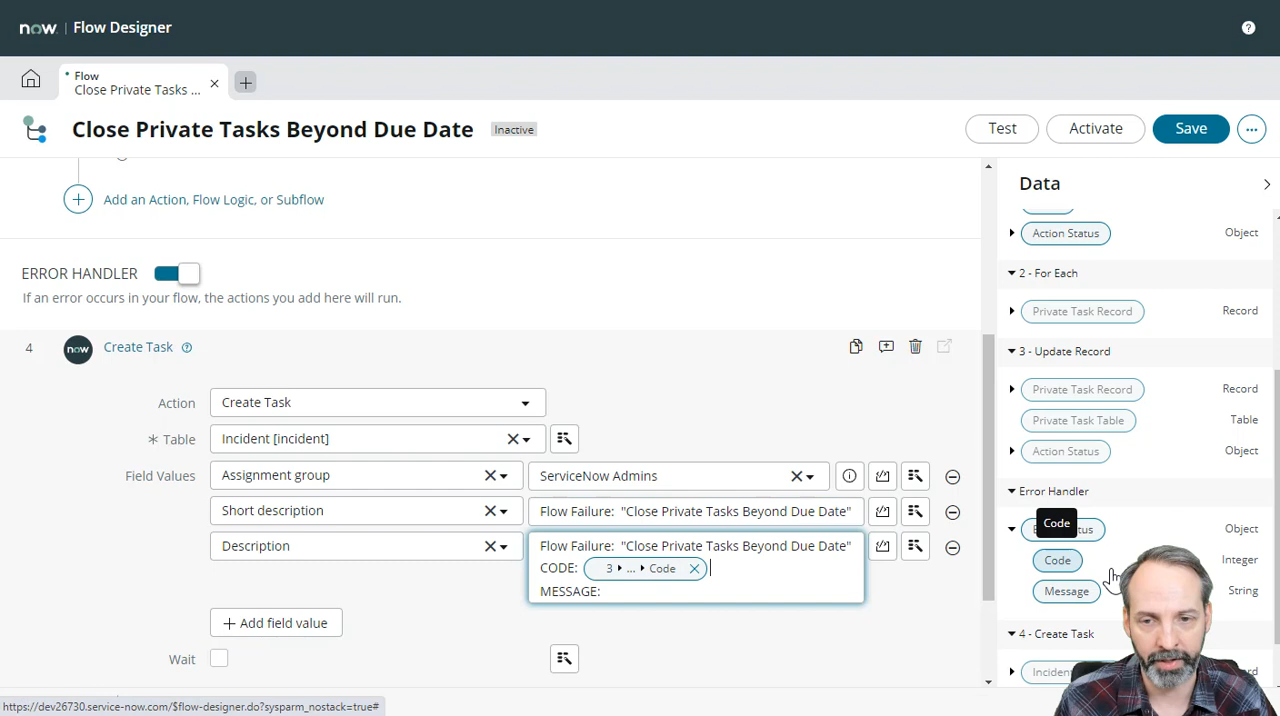 now. | Flow Designer
Flow
Close Private Tasks ...
Close Private Tasks Beyond Due Date
Inactive
Test
Activate
Save
Add an Action, Flow Logic, or Subflow
ERROR HANDLER
If an error occurs in your flow, the actions you add here will run.
4
now
Create Task
Action
Create Task
Table
Incident [incident]
Field Values
Assignment group
ServiceNow Admins
Short description
Flow Failure: "Close Private Tasks Beyond Due Date"
Description
Flow Failure: "Close Private Tasks Beyond Due Date"
CODE: 3 ▸ ... ▸ Code
MESSAGE:
+ Add field value
Wait
Data
Action Status
Object
2 - For Each
Private Task Record
Record
3 - Update Record
Private Task Record
Record
Private Task Table
Table
Action Status
Object
Error Handler
Code
Object
Code
Integer
Message
String
4 - Create Task
https://dev26730.service-now.com/$flow-designer.do?sysparm_nostack=true#